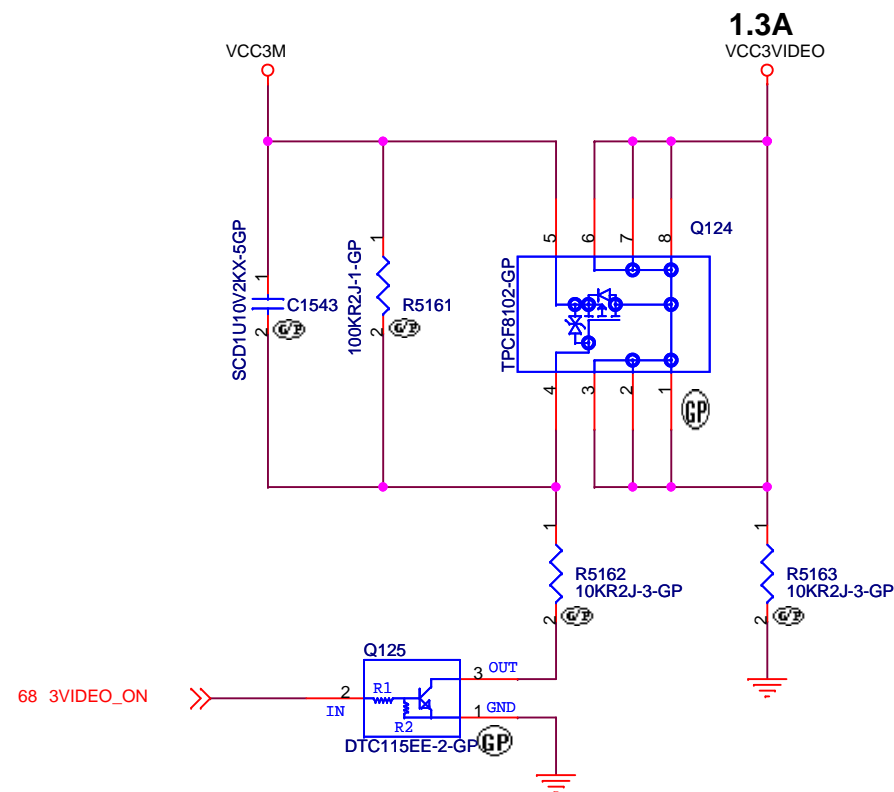 1.3A
VCC3M
VCC3VIDEO
SCD1U10V2KX-5GP
1
2
C1543
G/P
100KR2J-1-GP
1
2
R5161
G/P
5
6
7
8
Q124
TPCF8102-GP
4
3
2
1
GP
1
R5162
10KR2J-3-GP
2
G/P
1
R5163
10KR2J-3-GP
2
G/P
Q125
3 OUT
68 3VIDEO_ON
2
IN
R1
R2
1 GND
DTC115EE-2-GP
GP